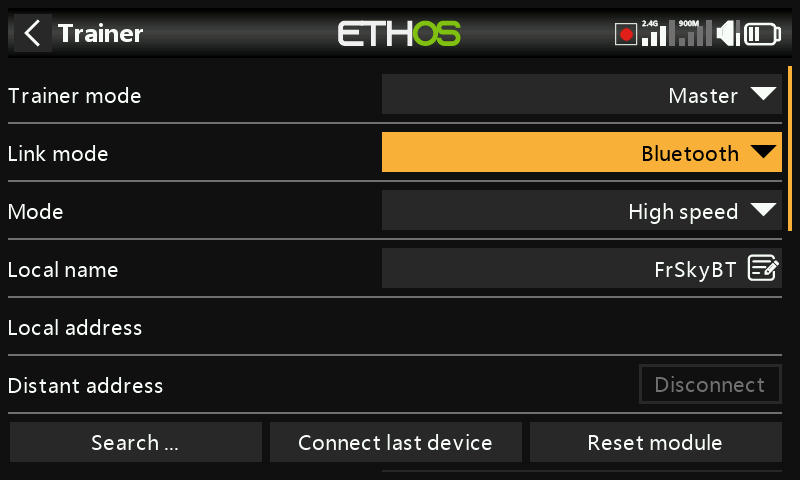 Trainer
ETHOS
2.4G
900M
Trainer mode
Master
Link mode
Bluetooth
Mode
High speed
Local name
FrSkyBT
Local address
Distant address
Disconnect
Search ...
Connect last device
Reset module